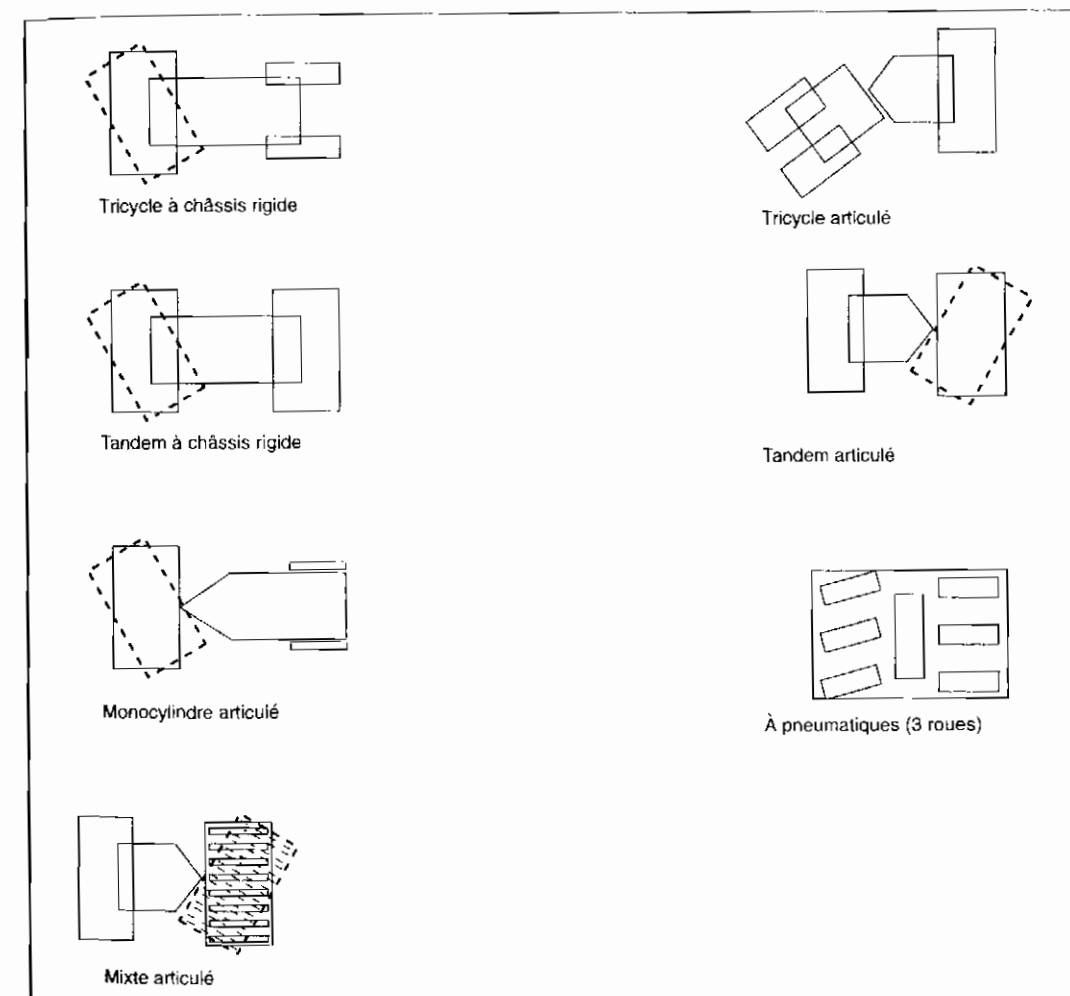 Tricycle à châssis rigide
Tricycle articulé
Tandem à châssis rigide
Tandem articulé
Monocylindre articulé
À pneumatiques (3 roues)
Mixte articulé